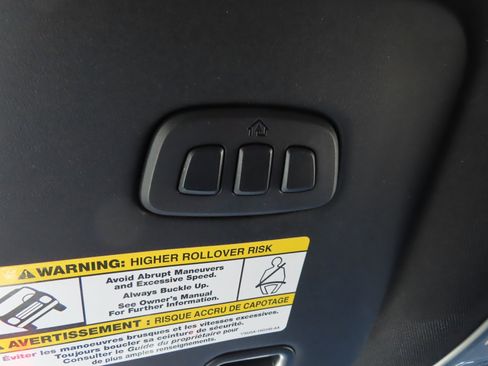 WARNING: HIGHER ROLLOVER RISK
Avoid Abrupt Maneuvers
and Excessive Speed.
Always Buckle Up.
See Owner's Manual
For Further Information.
AVERTISSEMENT : RISQUE ACCRU DE CAPOTAGE
Éviter les manoeuvres brusques et les vitesses excessives.
Toujours boucler sa ceinture de sécurité.
Consulter le Guide du propriétaire pour
de plus amples renseignements.